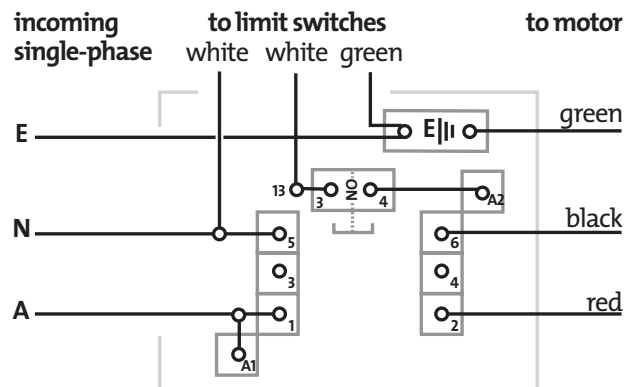 incoming to limit switches to motor
single-phase white white green
green
E E
13 3 NO 4 A2
N 5 6 black
3 4
A 1 2 red
A1